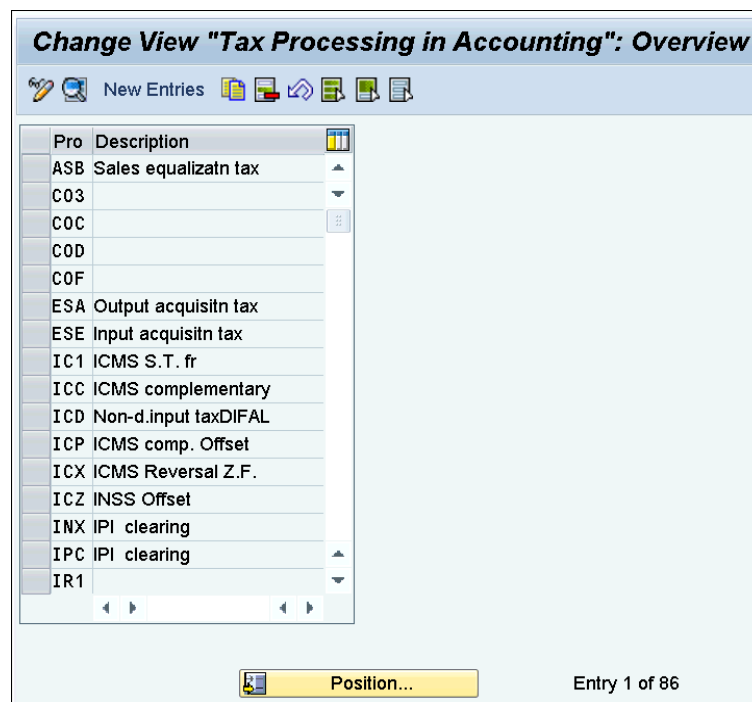 Change View "Tax Processing in Accounting": Overview
New Entries
Pro Description
ASB Sales equalizatn tax
CO3
COC
COD
COF
ESA Output acquisitn tax
ESE Input acquisitn tax
IC1 ICMS S.T. fr
ICC ICMS complementary
ICD Non-d.input taxDIFAL
ICP ICMS comp. Offset
ICX ICMS Reversal Z.F.
ICZ INSS Offset
INX IPI clearing
IPC IPI clearing
IR1
Position... Entry 1 of 86